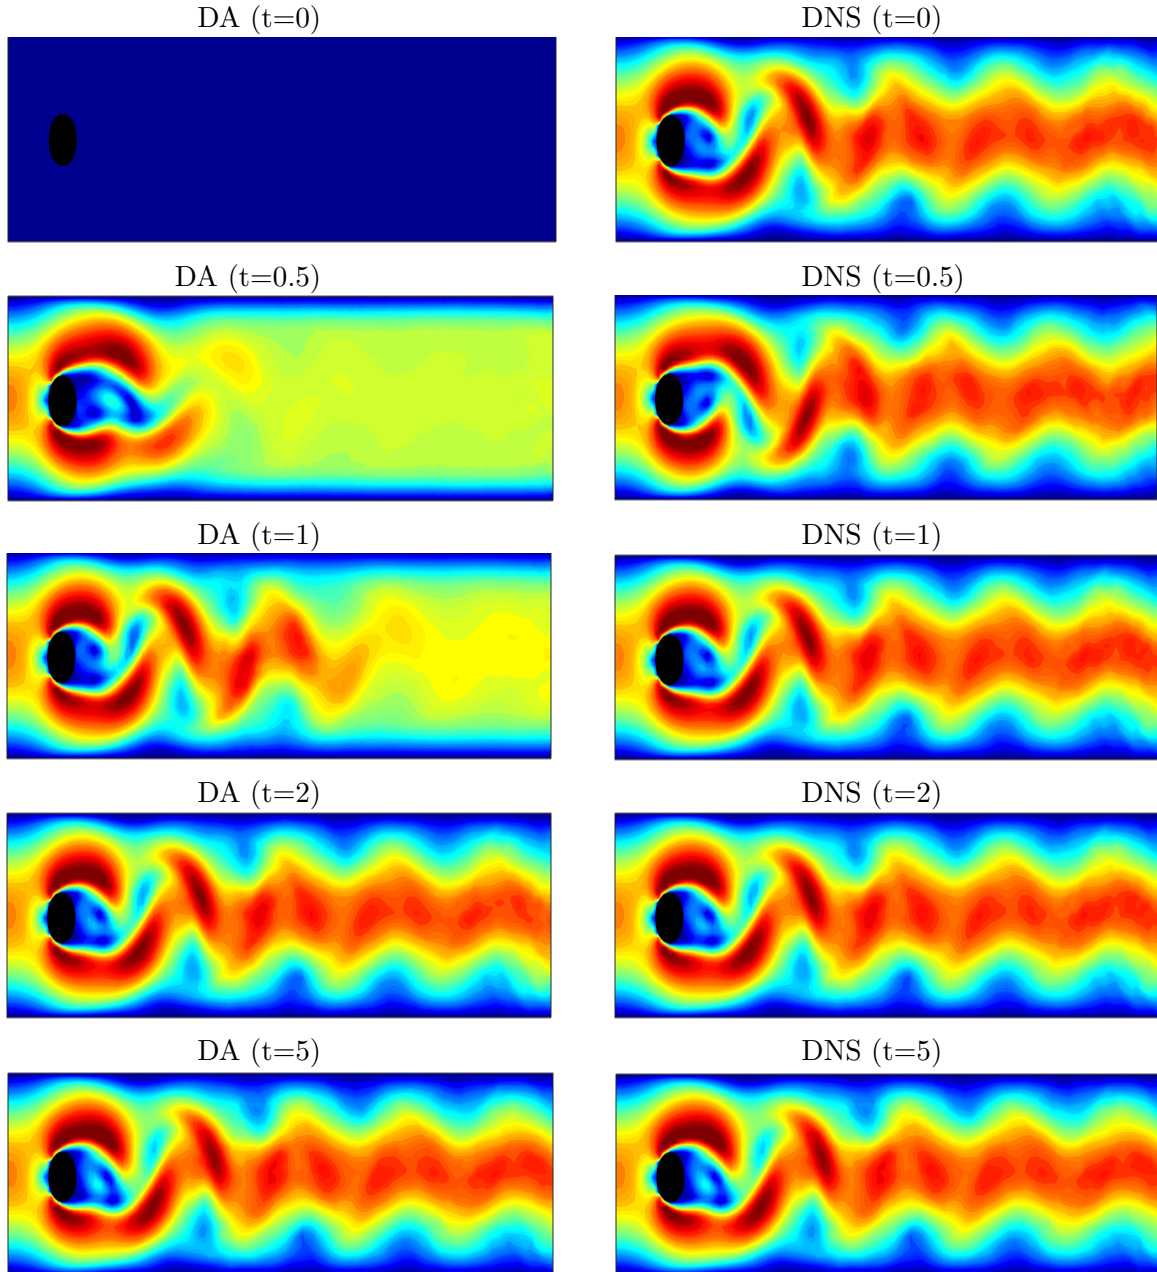 DA (t=0)
DNS (t=0)
DA (t=0.5)
DNS (t=0.5)
DA (t=1)
DNS (t=1)
DA (t=2)
DNS (t=2)
DA (t=5)
DNS (t=5)